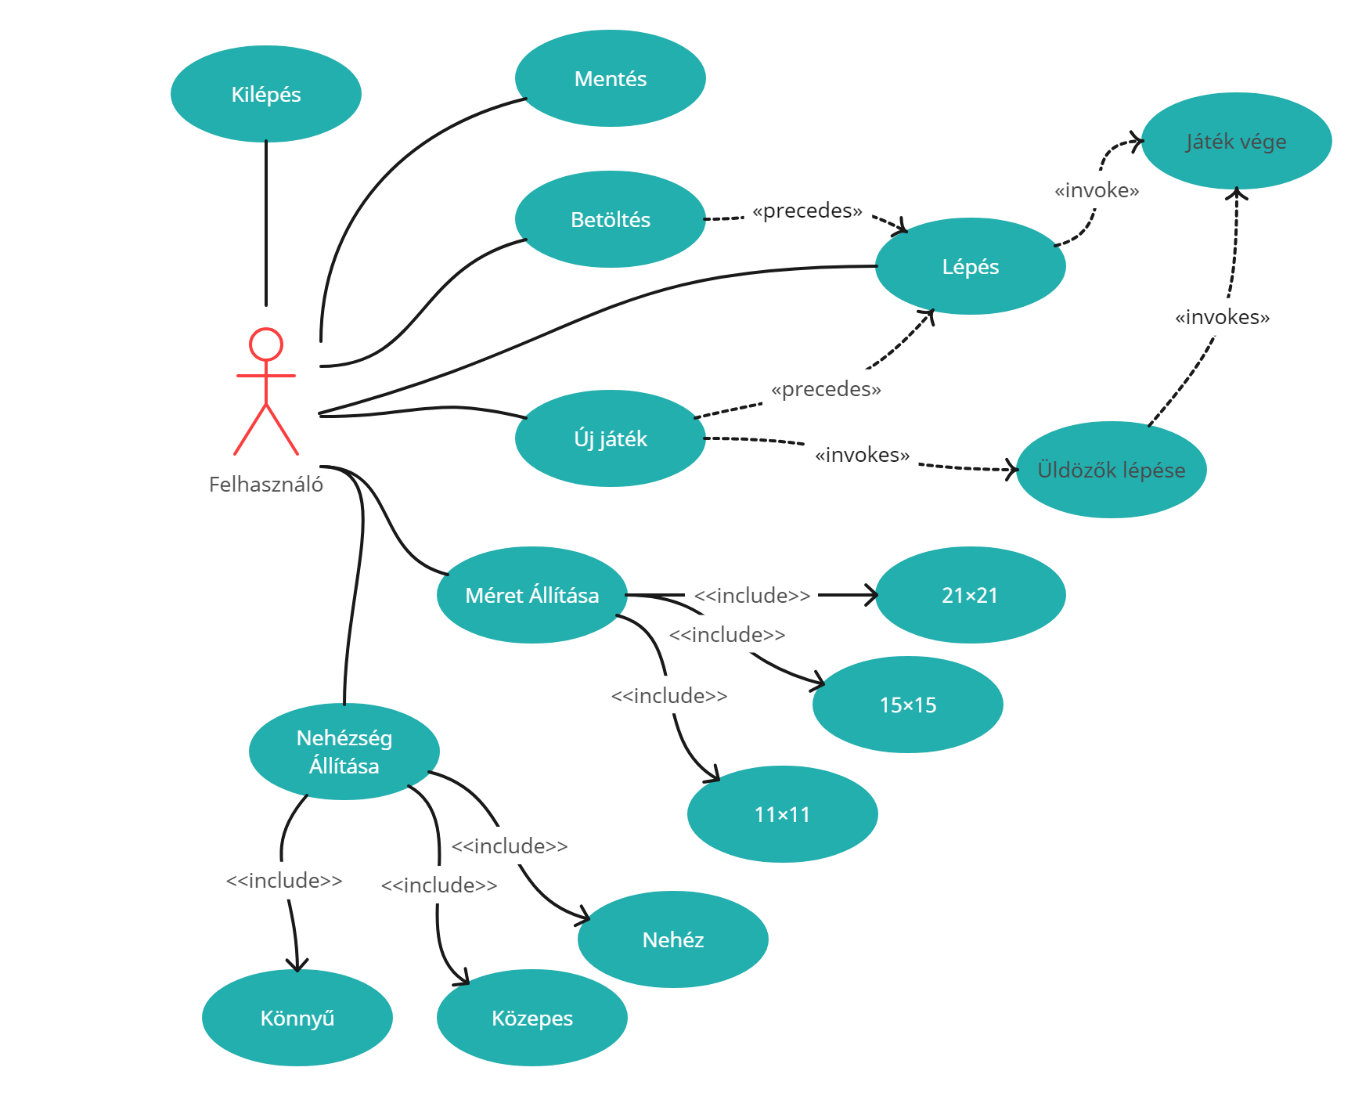 Kilépés
Mentés
Játék vége
«invoke»
Betöltés
«precedes»
Lépés
«invokes»
«precedes»
Új játék
«invokes»
Üldözők lépése
Felhasználó
Méret Állítása
<<include>>
21×21
<<include>>
<<include>>
15×15
11×11
Nehézség
Állítása
<<include>>
<<include>>
<<include>>
Nehéz
Könnyű
Közepes